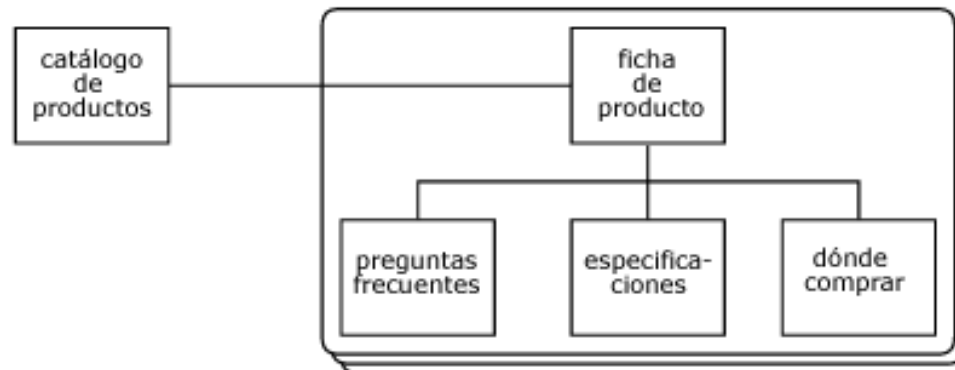 catálogo
de
productos
ficha
de
producto
preguntas
frecuentes
especifica-
ciones
dónde
comprar